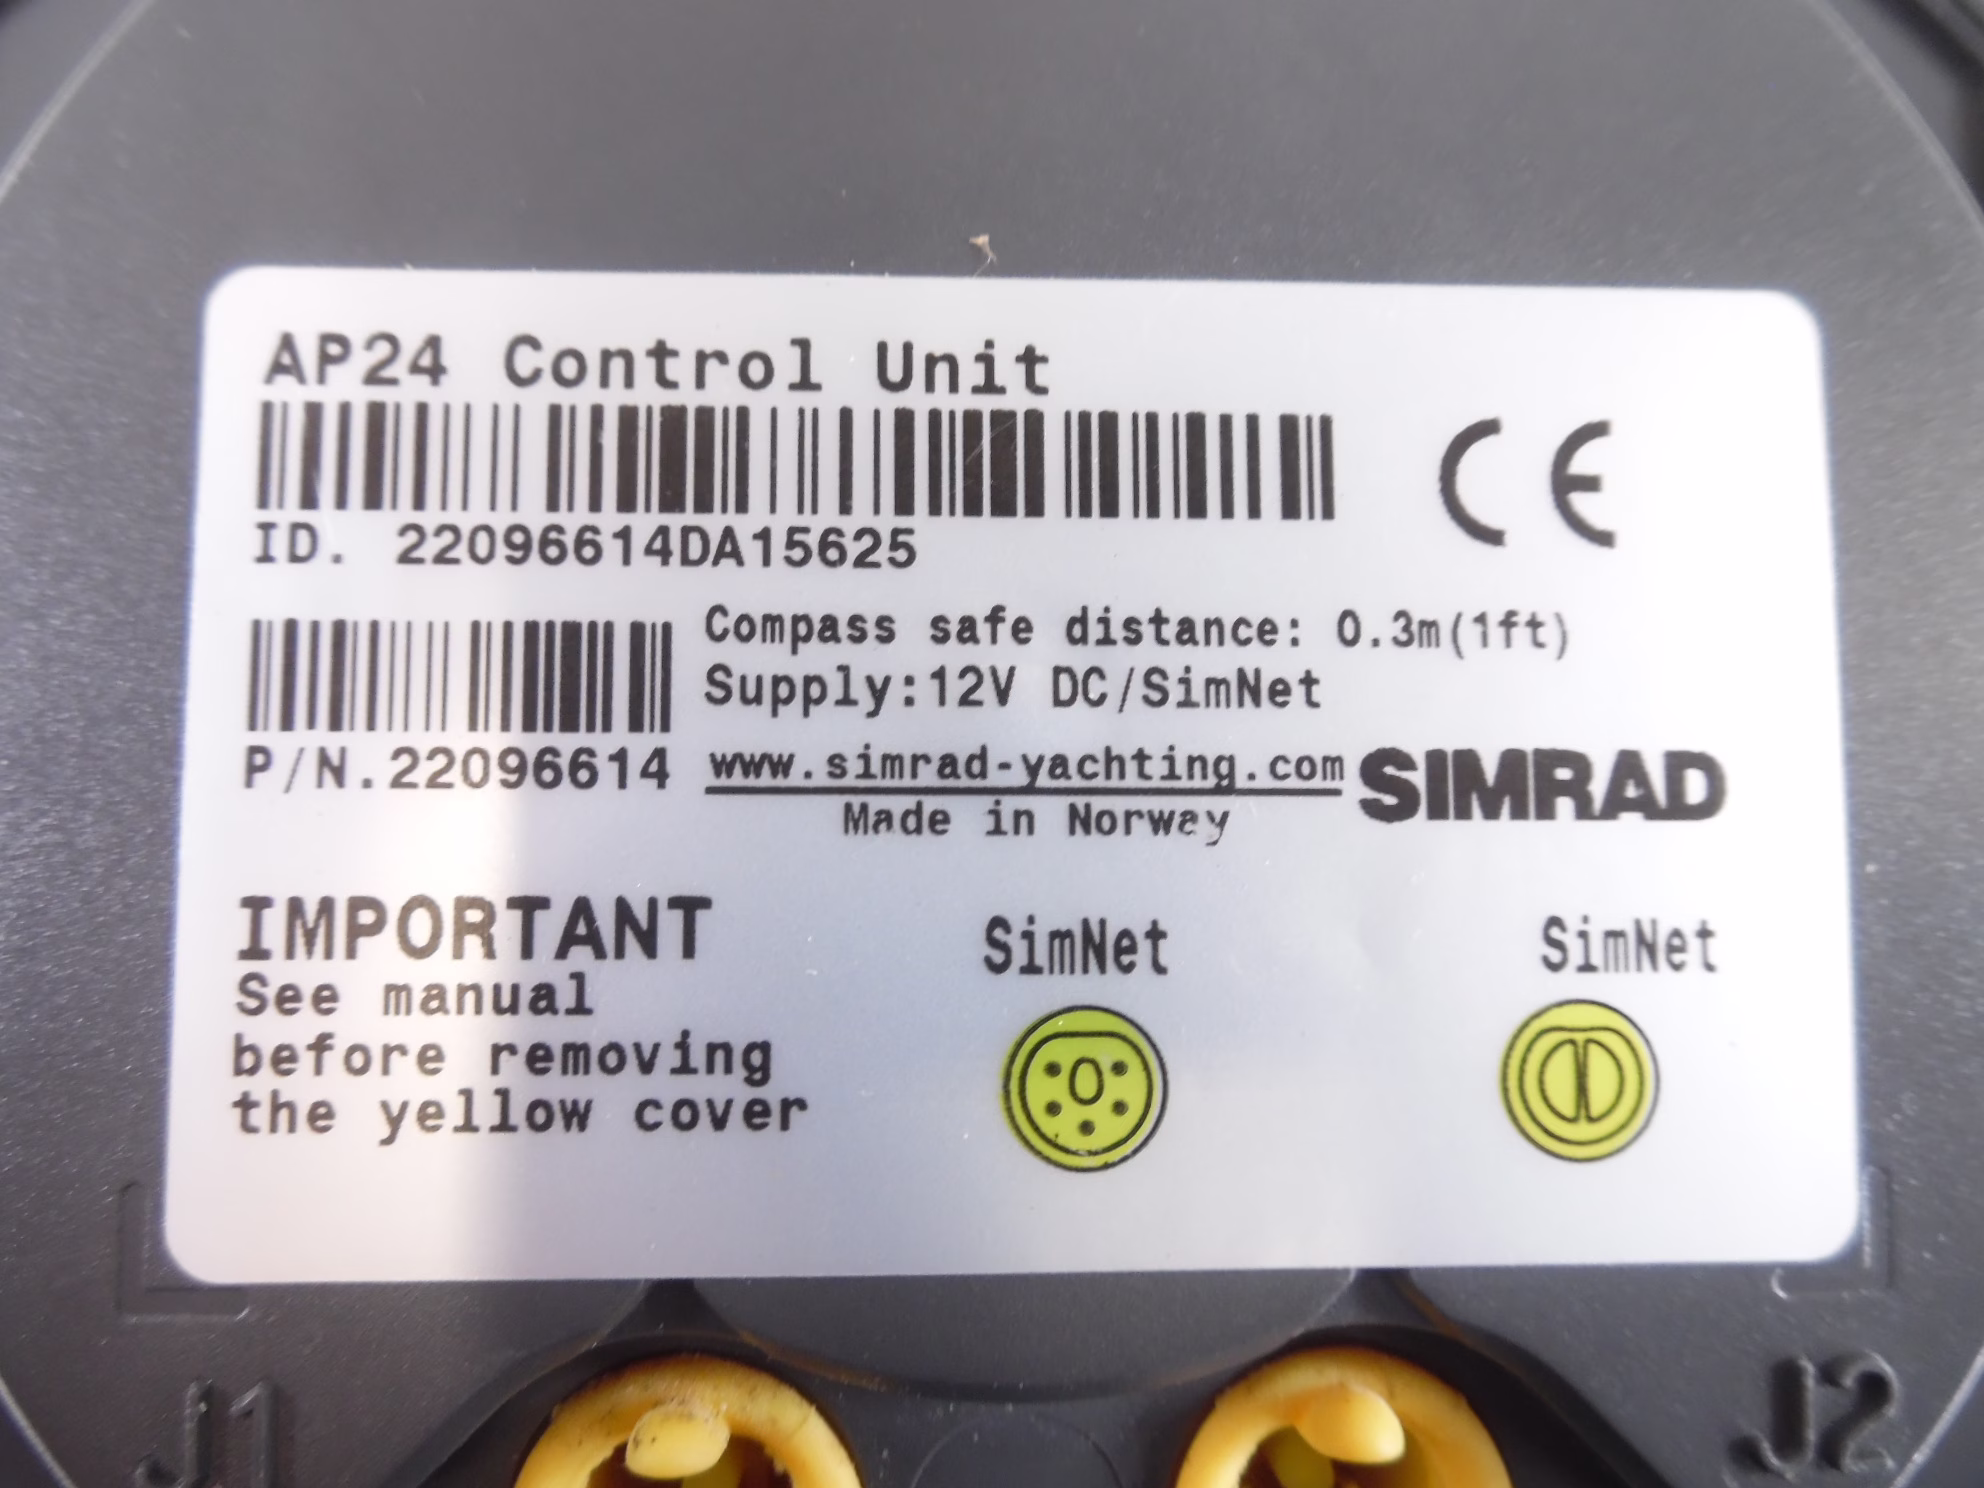 AP24 Control Unit
CE
ID. 22096614DA15625
Compass safe distance: 0.3m(1ft)
Supply:12V DC/SimNet
P/N.22096614
www.simrad-yachting.com
SIMRAD
Made in Norway
IMPORTANT
See manual
before removing
the yellow cover
SimNet
SimNet
J1
J2